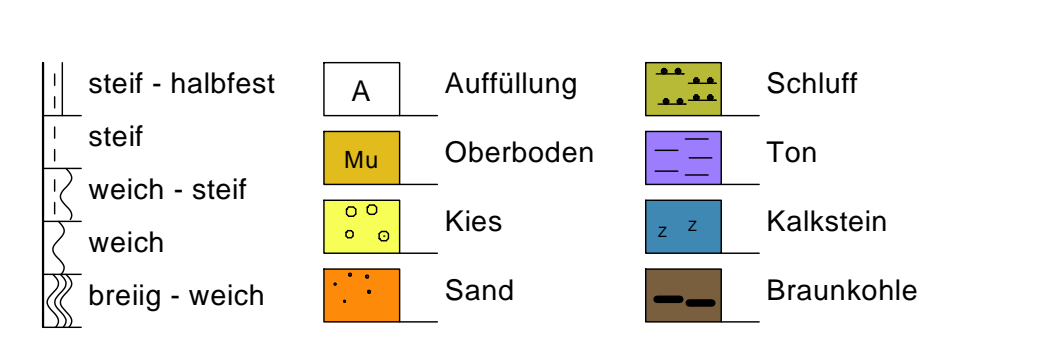 steif - halbfest
steif
weich - steif
weich
breiig - weich
A Auffüllung
Mu Oberboden
Kies
Sand
Schluff
Ton
z z Kalkstein
Braunkohle